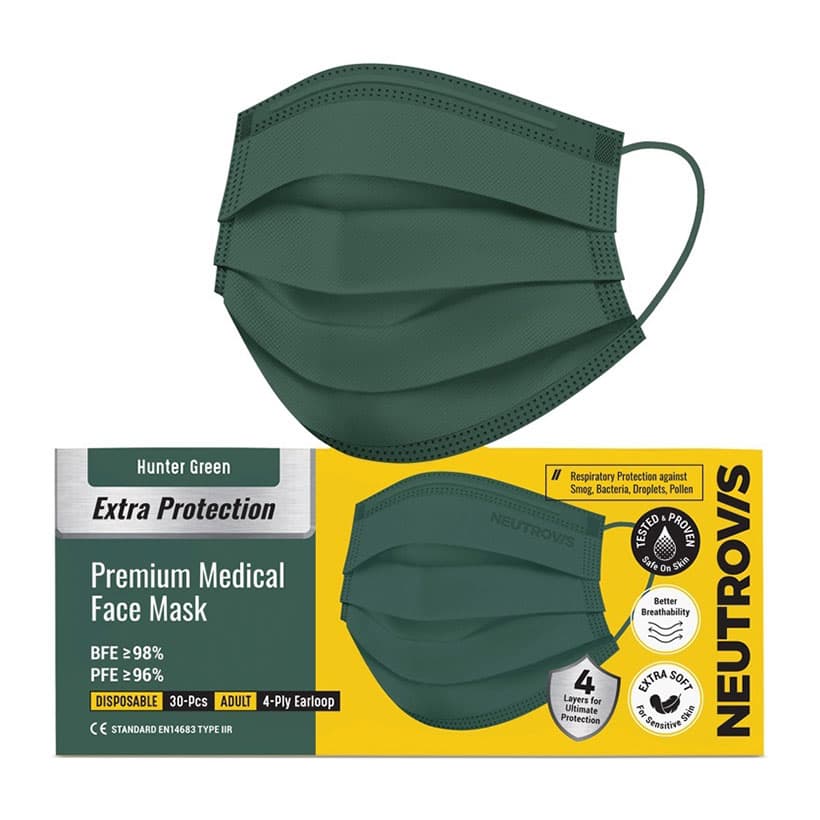 Hunter Green
Extra Protection
Premium Medical
Face Mask
BFE ≥98%
PFE ≥96%
DISPOSABLE 30-Pcs ADULT 4-Ply Earloop
CE STANDARD EN14683 TYPE IIR
// Respiratory Protection against
Smog, Bacteria, Droplets, Pollen
NEUTROVIS
TESTED & PROVEN
Safe On Skin
Better
Breathability
4
Layers for
Ultimate
Protection
EXTRA SOFT
For Sensitive Skin
NEUTROVIS